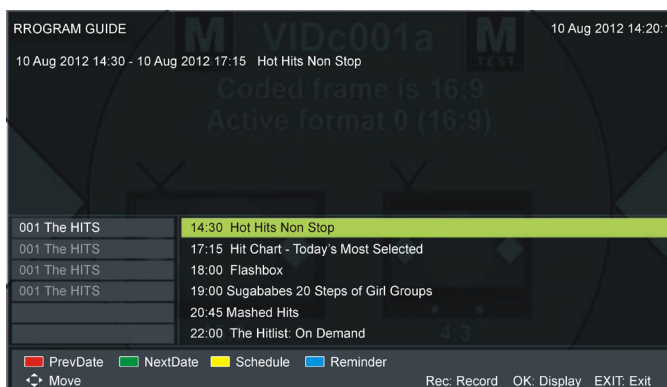 RROGRAM GUIDE
10 Aug 2012 14:20:1
10 Aug 2012 14:30 - 10 Aug 2012 17:15 Hot Hits Non Stop
M VIDc001a M
TEST
Coded frame is 16:9
Active format 0 (16:9)
001 The HITS
14:30 Hot Hits Non Stop
001 The HITS
17:15 Hit Chart - Today's Most Selected
001 The HITS
18:00 Flashbox
001 The HITS
19:00 Sugababes 20 Steps of Girl Groups
20:45 Mashed Hits
22:00 The Hitlist: On Demand
4:3
PrevDate NextDate Schedule Reminder
Move Rec: Record OK: Display EXIT: Exit